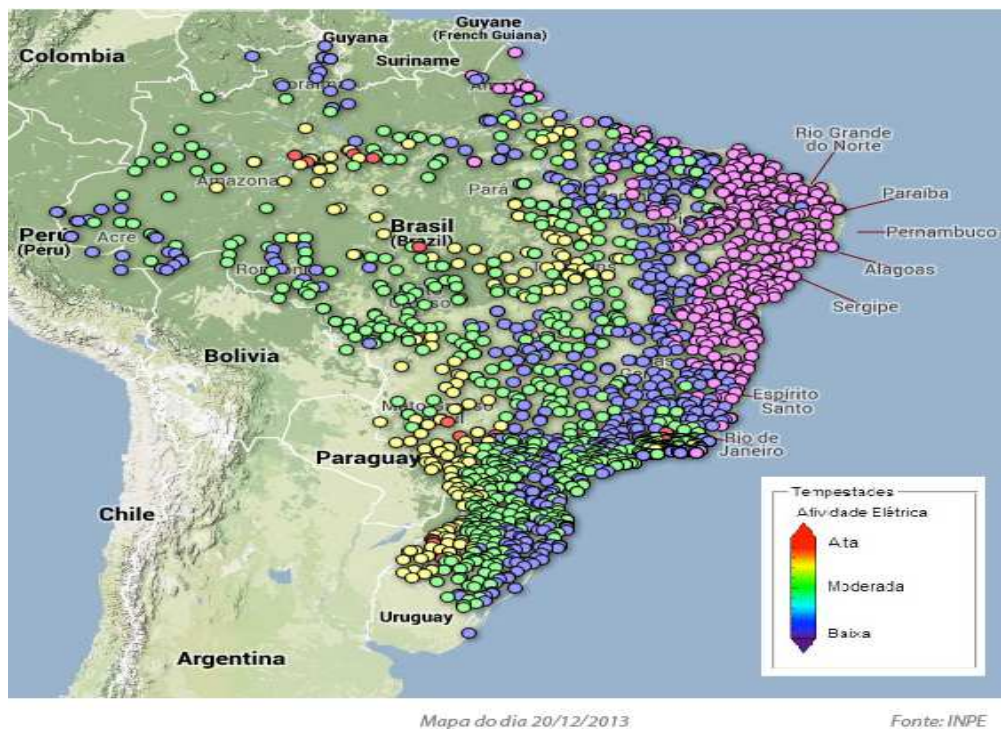 Guyane
(French Guiana)
Guyana
Colombia
Suriname
Rio Grande
do Norte
Amazona
Pará
Paraíba
Brasil
(Brazil)
Pernambuco
Perú
(Peru)
Acre
Alagoas
Sergipe
Bolivia
Espírito
Santo
Rio de
Janeiro
Paraguay
Chile
Tempestades
Atividade Elétrica
Alta
Moderada
Baixa
Uruguay
Argentina
Mapa do dia 20/12/2013
Fonte: INPE